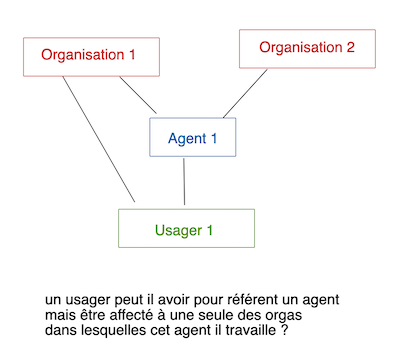 Organisation 1
Organisation 2
Agent 1
Usager 1
un usager peut il avoir pour référent un agent
mais être affecté à une seule des orgas
dans lesquelles cet agent il travaille ?